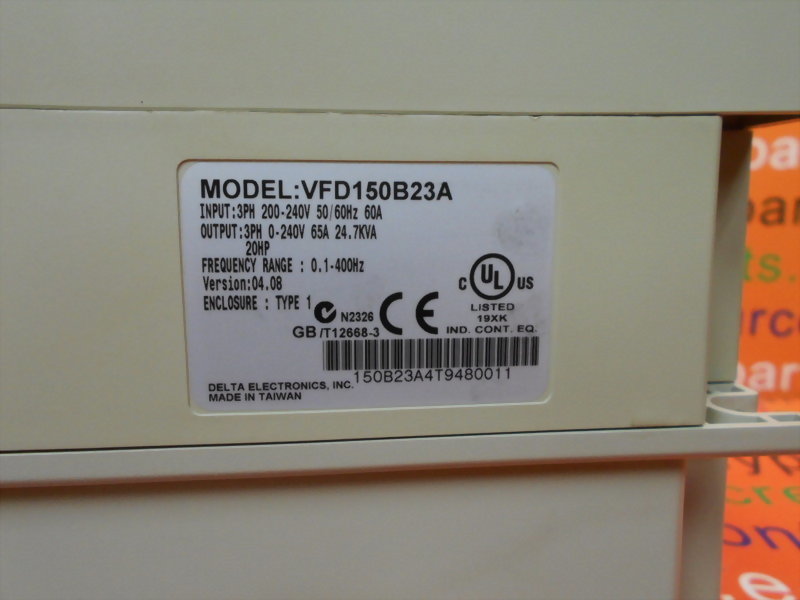 MODEL:VFD150B23A
INPUT:3PH 200-240V 50/60Hz 60A
OUTPUT:3PH 0-240V 65A 24.7KVA
20HP
FREQUENCY RANGE : 0.1-400Hz
Version:04.08
ENCLOSURE : TYPE 1
N2326
GB/T12668-3
CE
C UL US
LISTED
19XK
IND. CONT. EQ.
150B23A4T9480011
DELTA ELECTRONICS, INC.
MADE IN TAIWAN